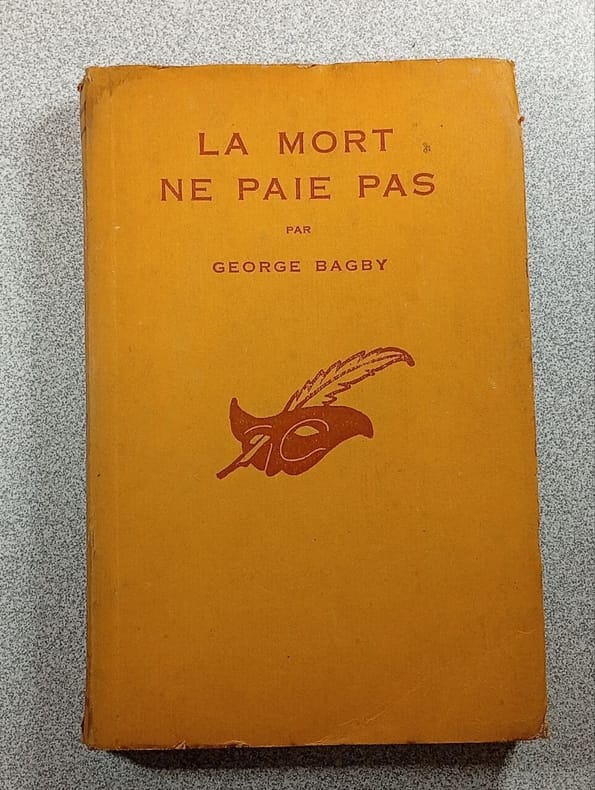 LA MORT
NE PAIE PAS
PAR
GEORGE BAGBY